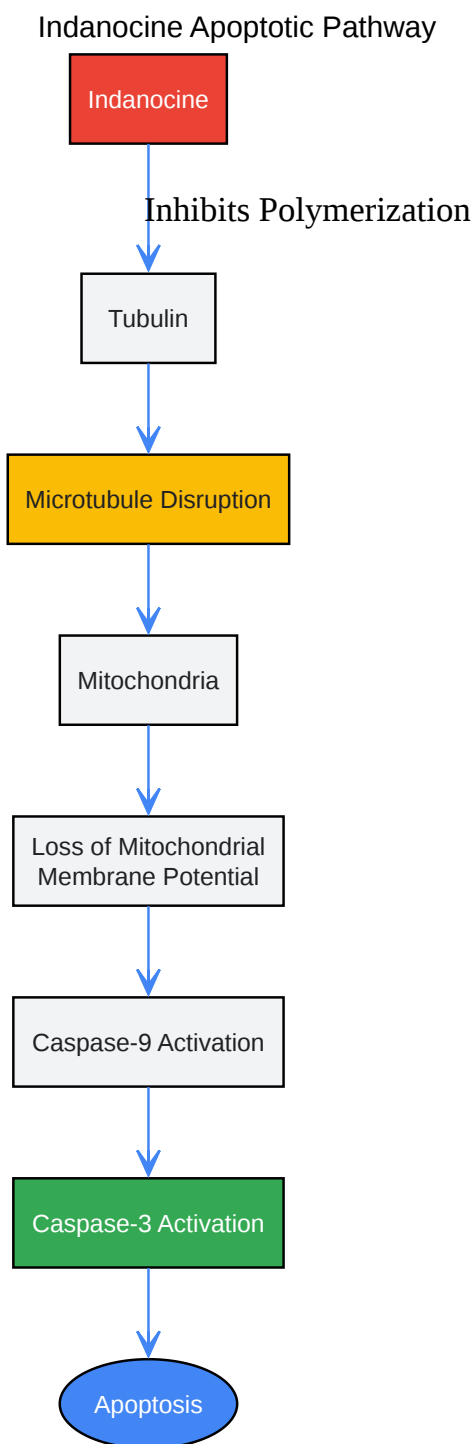 Indanocine Apoptotic Pathway
Indanocine
Inhibits Polymerization
Tubulin
Microtubule Disruption
Mitochondria
Loss of Mitochondrial
Membrane Potential
Caspase-9 Activation
Caspase-3 Activation
Apoptosis